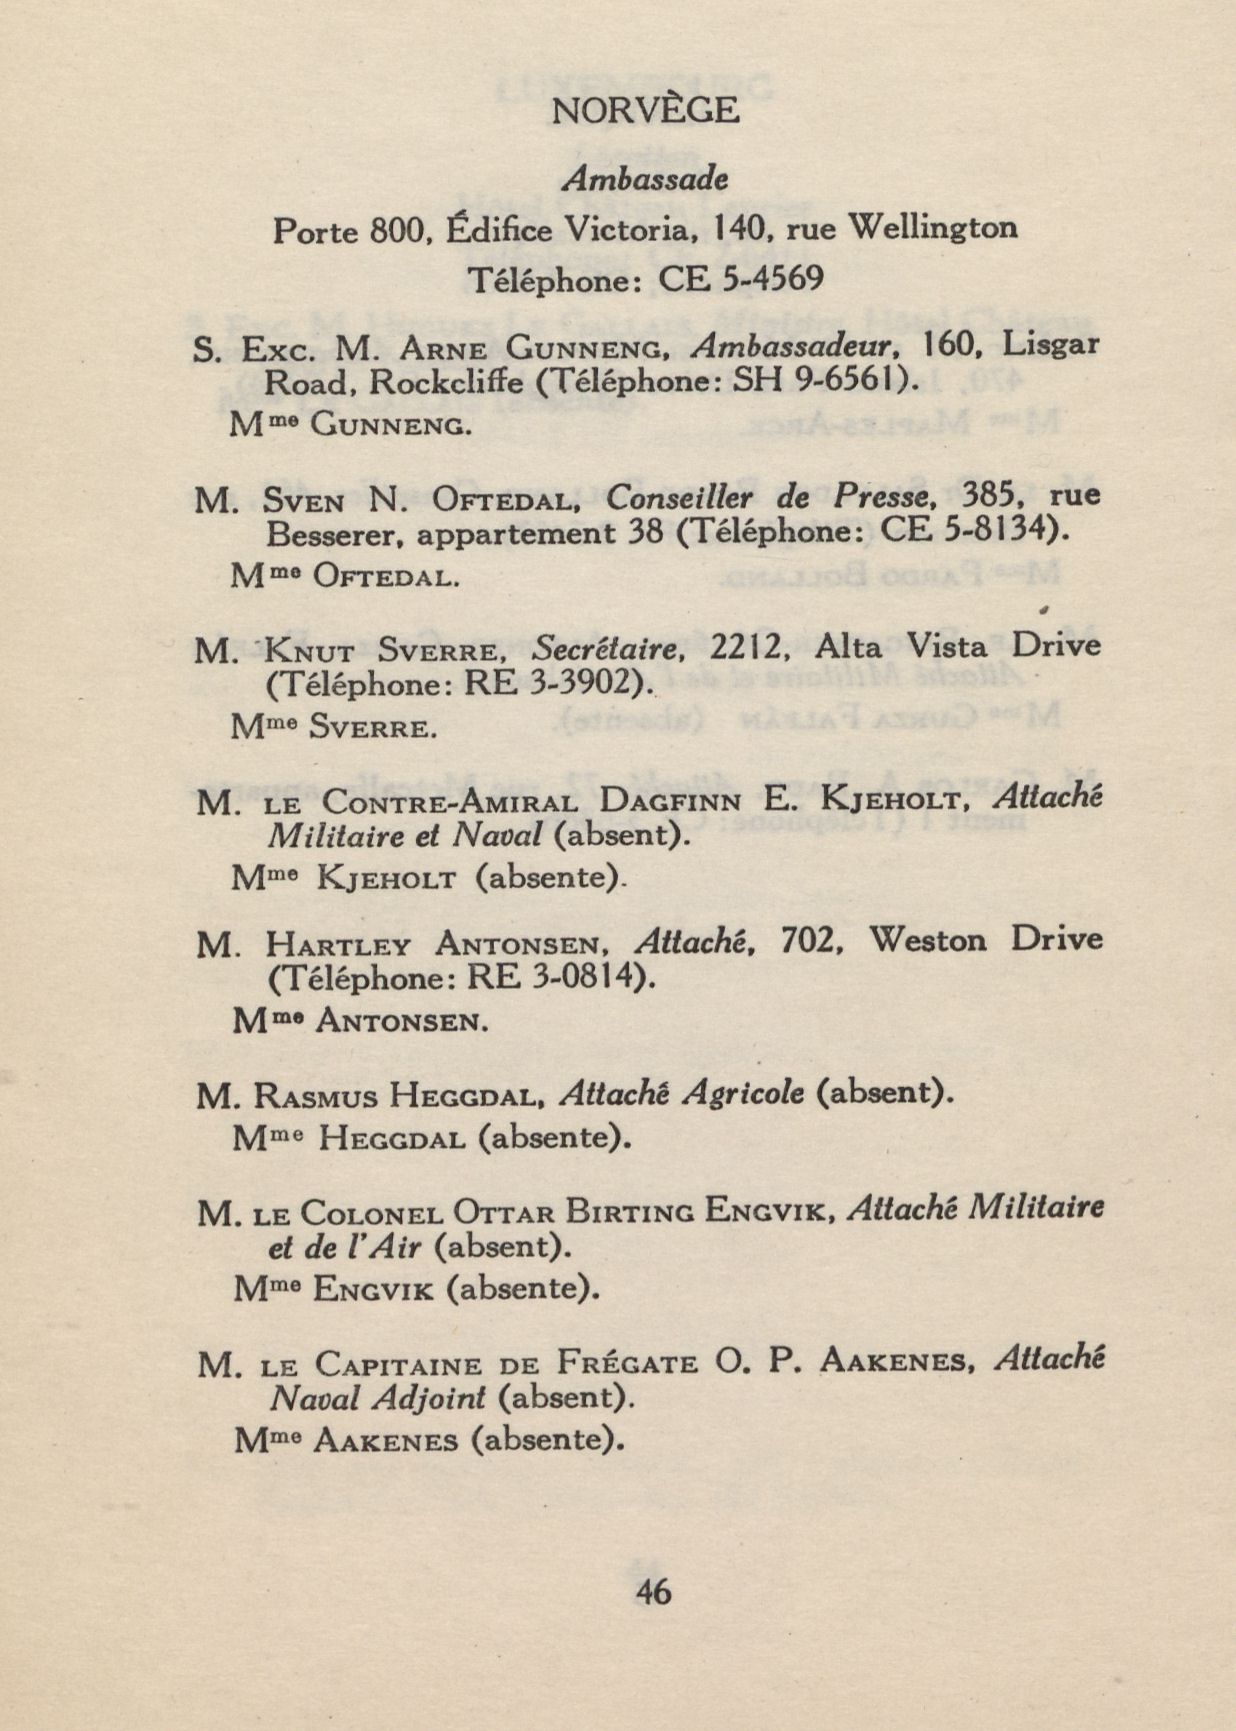 NORVÈGE
Ambassade
Porte 800, Édifice Victoria, 140, rue Wellington
Téléphone: CE 5-4569
S. Exc. M. Arne Gunneng, Ambassadeur, 160, Lisgar
Road, Rockcliffe (Téléphone: SH 9-6561).
Mme Gunneng.
M. Sven N. Oftedal, Conseiller de Presse, 385, rue
Besserer, appartement 38 (Téléphone: CE 5-8134).
Mme Oftedal.
M. Knut Sverre, Secrétaire, 2212, Alta Vista Drive
(Téléphone: RE 3-3902).
Mme Sverre.
M. le Contre-Amiral Dagfinn E. Kjeholt, Attaché
Militaire et Naval (absent).
Mme Kjeholt (absente).
M. Hartley Antonsen, Attaché, 702, Weston Drive
(Téléphone: RE 3-0814).
Mme Antonsen.
M. Rasmus Heggdal, Attaché Agricole (absent).
Mme Heggdal (absente).
M. le Colonel Ottar Birting Engvik, Attaché Militaire
et de l'Air (absent).
Mme Engvik (absente).
M. le Capitaine de Frégate O. P. Aakenes, Attaché
Naval Adjoint (absent).
Mme Aakenes (absente).
46